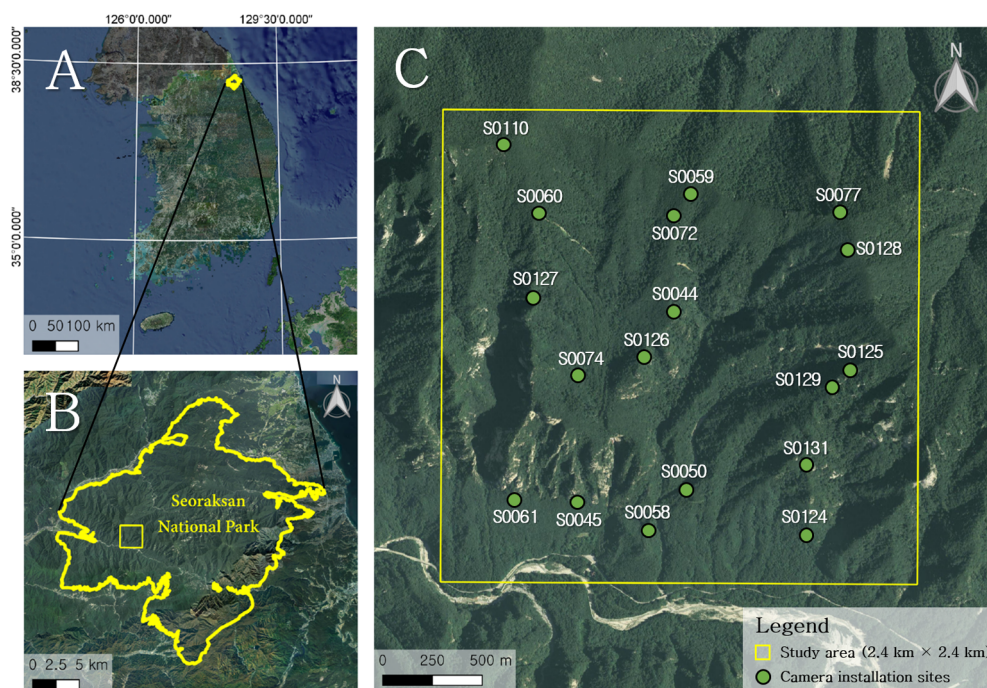 126°0'0.000"
129°30'0.000"
38°30'0.000"
35°0'0.000"
A
0 50 100 km
B
N
Seoraksan
National Park
0 2.5 5 km
C
N
S0110
S0059
S0060
S0077
S0072
S0128
S0127
S0044
S0126
S0074
S0125
S0129
S0131
S0050
S0061
S0045
S0058
S0124
0 250 500 m
Legend
Study area (2.4 km × 2.4 km)
Camera installation sites